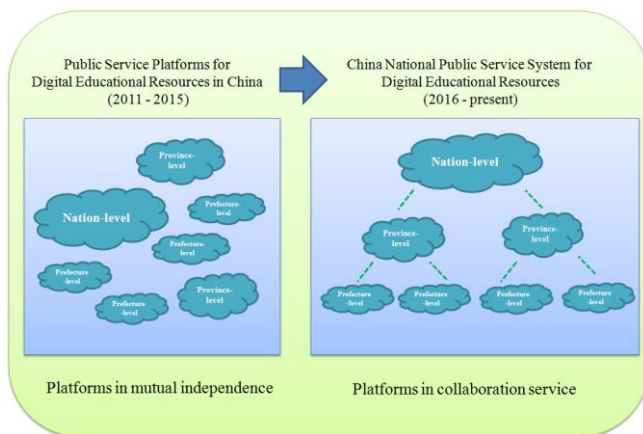 Public Service Platforms for
Digital Educational Resources in China
(2011 - 2015)
China National Public Service System for
Digital Educational Resources
(2016 - present)
Province-
level
Nation-level
Prefecture-
level
Prefecture-
level
Prefecture
-level
Province-
level
Prefecture
-level
Nation-level
Province-
level
Province-
level
Prefecture
-level
Prefecture
-level
Prefecture
-level
Prefecture
-level
Platforms in mutual independence
Platforms in collaboration service